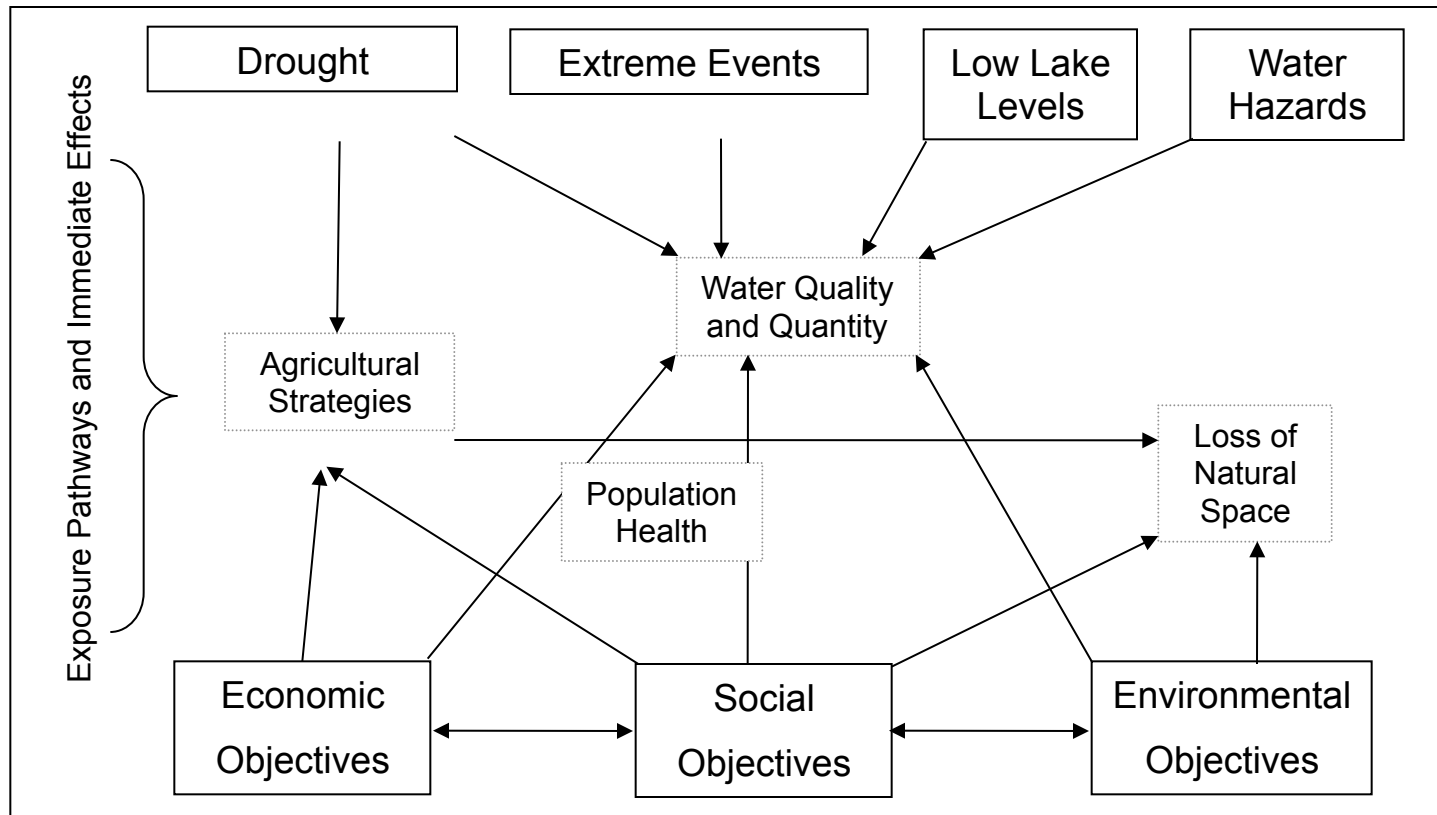 Exposure Pathways and Immediate Effects
Drought
Extreme Events
Low Lake
Levels
Water
Hazards
Water Quality
and Quantity
Agricultural
Strategies
Loss of
Natural
Space
Population
Health
Economic
Objectives
Social
Objectives
Environmental
Objectives